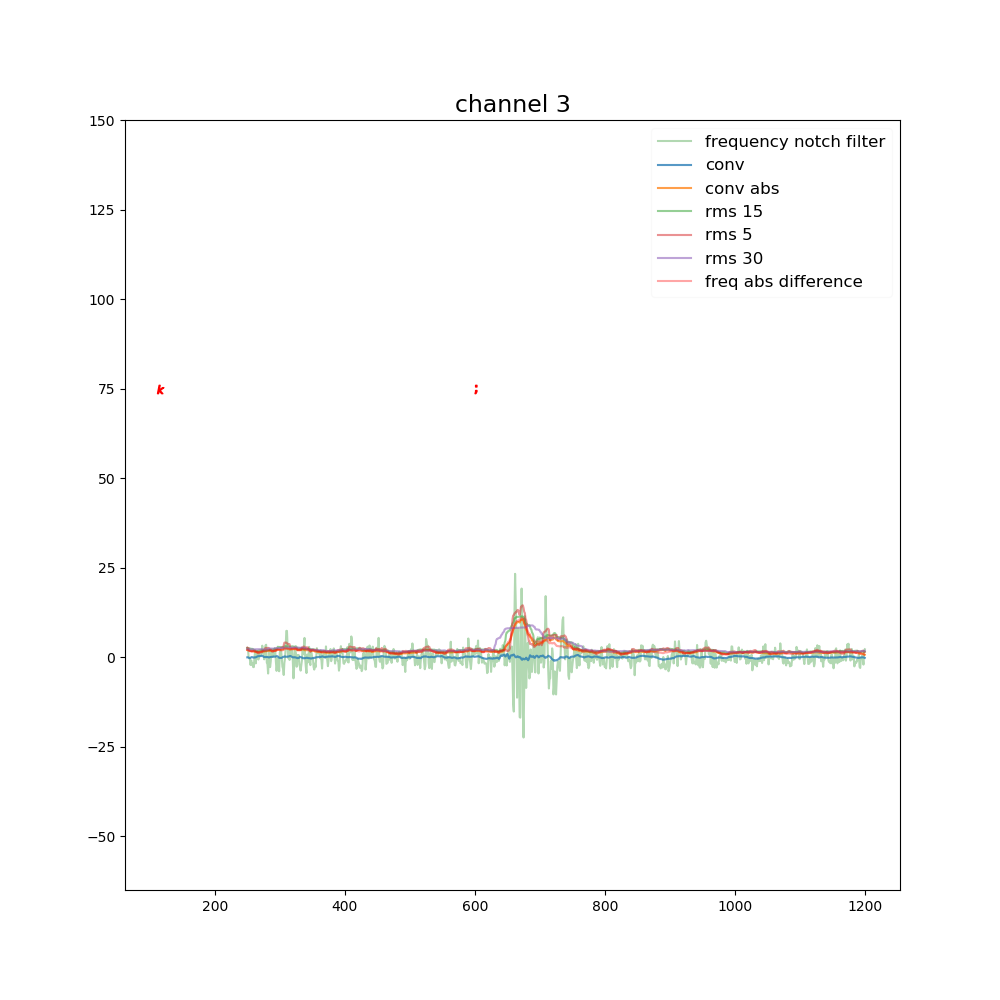 channel 3
150
125
100
75
50
25
0
−25
−50
frequency notch filter
conv
conv abs
rms 15
rms 5
rms 30
freq abs difference
k ;
200 400 600 800 1000 1200